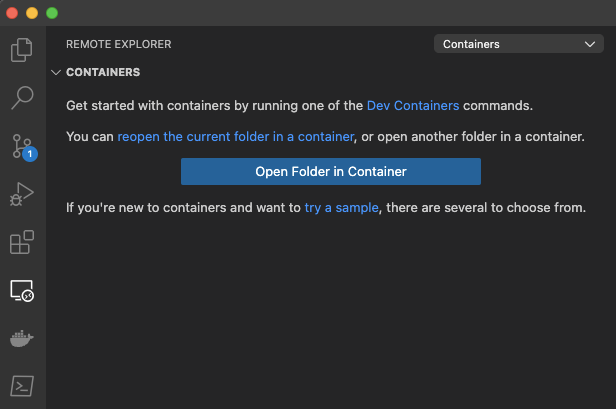 REMOTE EXPLORER
Containers
CONTAINERS
Get started with containers by running one of the Dev Containers commands.
You can reopen the current folder in a container, or open another folder in a container.
Open Folder in Container
If you're new to containers and want to try a sample, there are several to choose from.
1